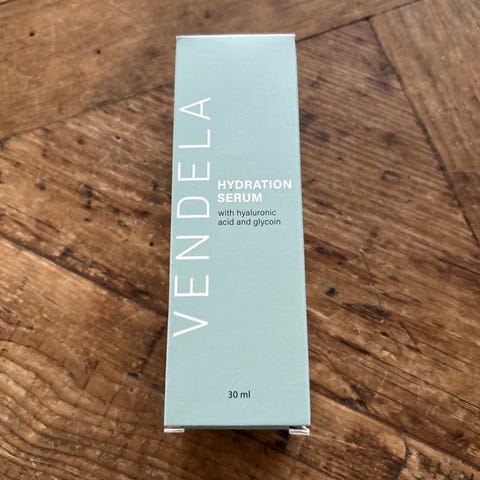 VENDELA
HYDRATION
SERUM
with hyaluronic
acid and glycoin
30 ml